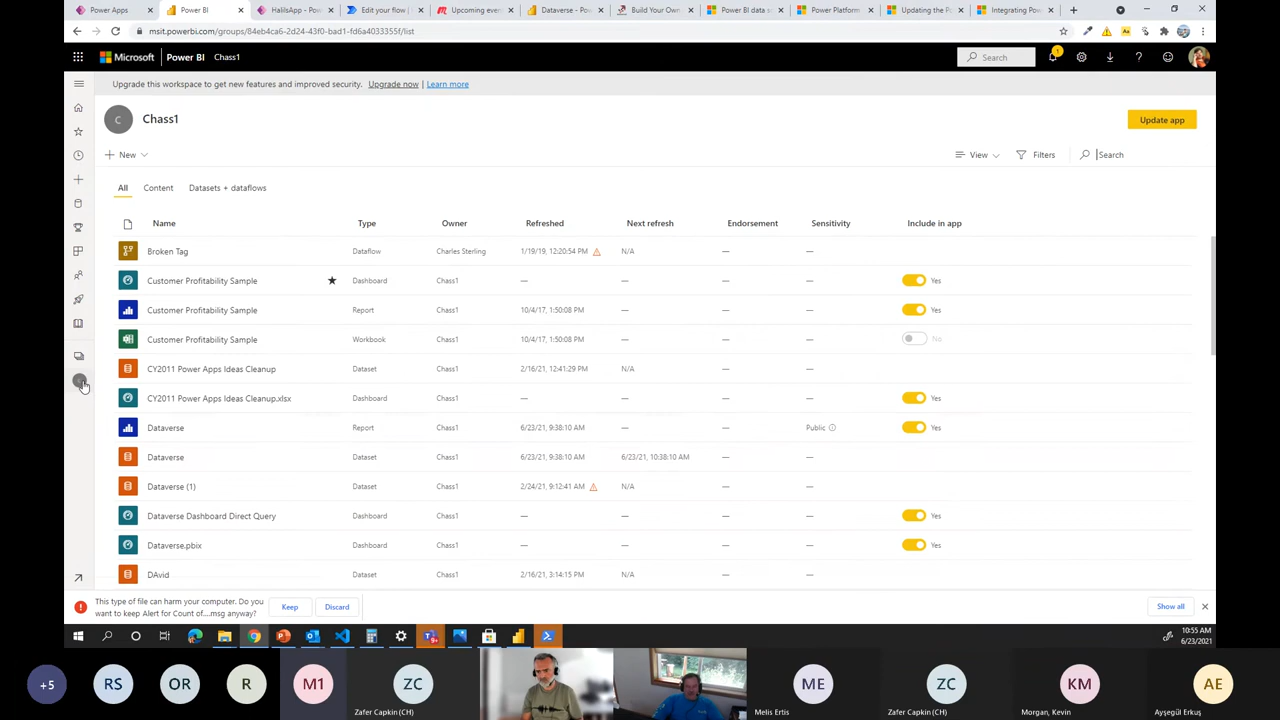 Power Apps
Power BI
HalilsApp - Po
Edit your flow |
Upcoming eve
Dataverse - Po
Build Your Ow
Power BI data s
Power Platform
Updating the P
Integrating Pow
msit.powerbi.com/groups/84eb4ca6-2d24-43f0-bad1-fd6a4033355f/list
Microsoft Power BI Chass1 Search 1
Upgrade this workspace to get new features and improved security. Upgrade now Learn more
C Chass1 Update app
New View Filters Search
All Content Datasets + dataflows
Name Type Owner Refreshed Next refresh Endorsement Sensitivity Include in app
Broken Tag Dataflow Charles Sterling 1/19/19, 12:20:54 PM N/A — —
Customer Profitability Sample Dashboard Chass1 — — — — Yes
Customer Profitability Sample Report Chass1 10/4/17, 1:50:08 PM — — — Yes
Customer Profitability Sample Workbook Chass1 10/4/17, 1:50:08 PM — — — No
CY2011 Power Apps Ideas Cleanup Dataset Chass1 2/16/21, 12:41:29 PM N/A — —
CY2011 Power Apps Ideas Cleanup.xlsx Dashboard Chass1 — — — — Yes
Dataverse Report Chass1 6/23/21, 9:38:10 AM — — Public Yes
Dataverse Dataset Chass1 6/23/21, 9:38:10 AM 6/23/21, 10:38:10 AM — —
Dataverse (1) Dataset Chass1 2/24/21, 9:12:41 AM N/A — —
Dataverse Dashboard Direct Query Dashboard Chass1 — — — — Yes
Dataverse.pbix Dashboard Chass1 — — — — Yes
DAvid Dataset Chass1 2/16/21, 3:14:15 PM N/A — —
This type of file can harm your computer. Do you
want to keep Alert for Count of....msg anyway?
Keep Discard Show all
10:55 AM
6/23/2021
+5 RS OR R M1 ZC ME ZC KM AE
Zafer Capkin (CH) Melis Ertis Zafer Capkin (CH) Morgan, Kevin Ayşegül Erkuş